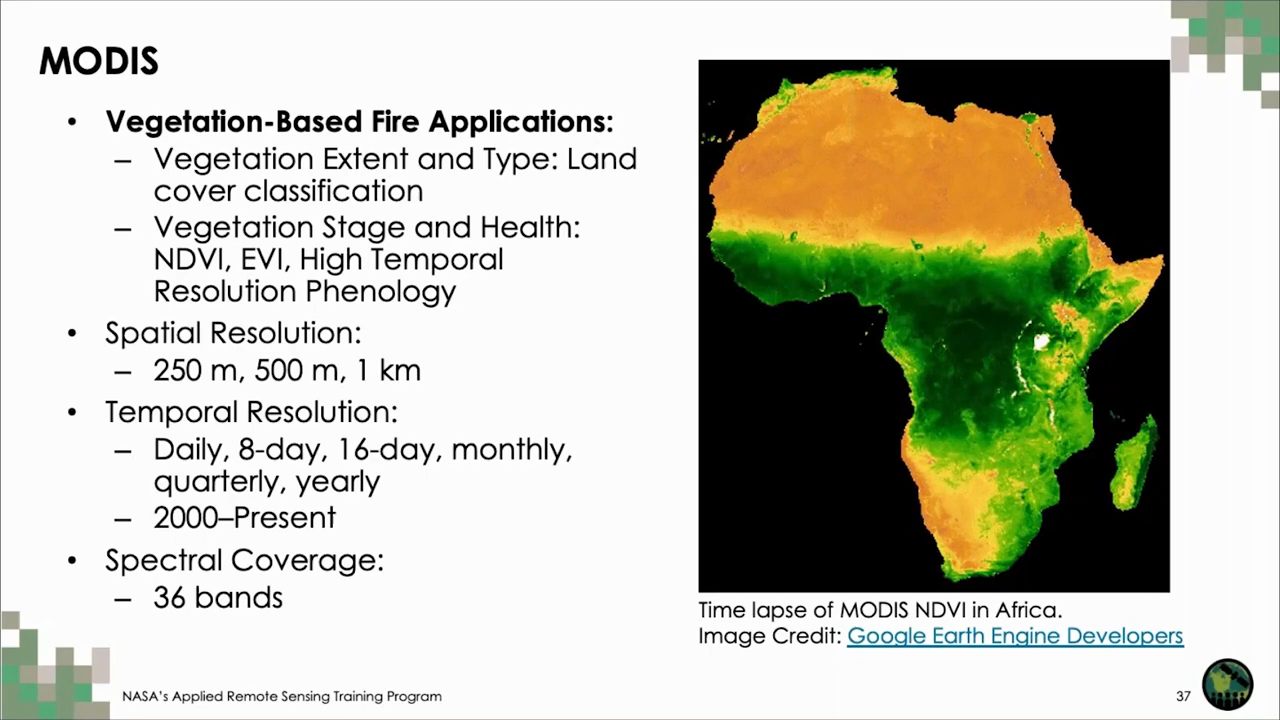 MODIS
• Vegetation-Based Fire Applications:
– Vegetation Extent and Type: Land
cover classification
– Vegetation Stage and Health:
NDVI, EVI, High Temporal
Resolution Phenology
• Spatial Resolution:
– 250 m, 500 m, 1 km
• Temporal Resolution:
– Daily, 8-day, 16-day, monthly,
quarterly, yearly
– 2000–Present
• Spectral Coverage:
– 36 bands
Time lapse of MODIS NDVI in Africa.
Image Credit: Google Earth Engine Developers
NASA's Applied Remote Sensing Training Program
37